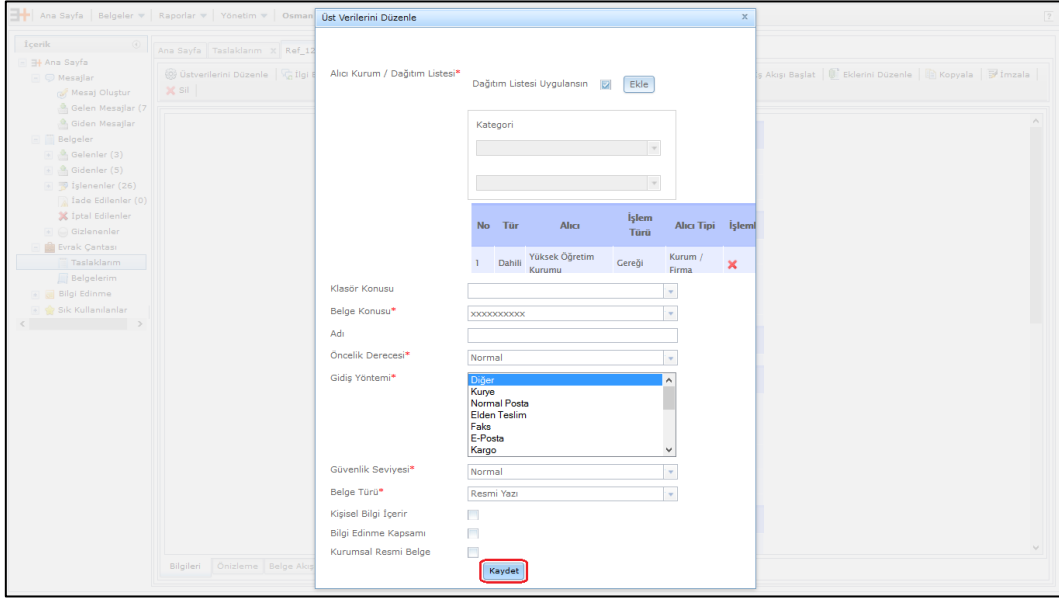 Ana Sayfa Belgeler Raporlar Yönetim Osman
Üst Verilerini Düzenle x
İçerik
Ana Sayfa
Mesajlar
Mesaj Oluştur
Gelen Mesajlar (7
Giden Mesajlar
Belgeler
Gelenler (3)
Gidenler (5)
İşlenenler (26)
İade Edilenler (0)
İptal Edilenler
Gizlenenler
Evrak Çantası
Taslaklarım
Belgelerim
Bilgi Edinme
Sık Kullanılanlar
Ana Sayfa Taslaklarım x Ref_12
Üstverilerini Düzenle İlgi E
ş Akışı Başlat Eklerini Düzenle Kopyala İmzala
Sil
Alıcı Kurum / Dağıtım Listesi*
Dağıtım Listesi Uygulansın Ekle
Kategori
No Tür Alıcı İşlem Türü Alıcı Tipi İşleml
1 Dahili Yüksek Öğretim Kurumu Gereği Kurum / Firma
Klasör Konusu
Belge Konusu* xxxxxxxxxx
Adı
Öncelik Derecesi* Normal
Gidiş Yöntemi* Diğer
Kurye
Normal Posta
Elden Teslim
Faks
E-Posta
Kargo
Güvenlik Seviyesi* Normal
Belge Türü* Resmi Yazı
Kişisel Bilgi İçerir
Bilgi Edinme Kapsamı
Kurumsal Resmi Belge
Kaydet
Bilgileri Önizleme Belge Akış